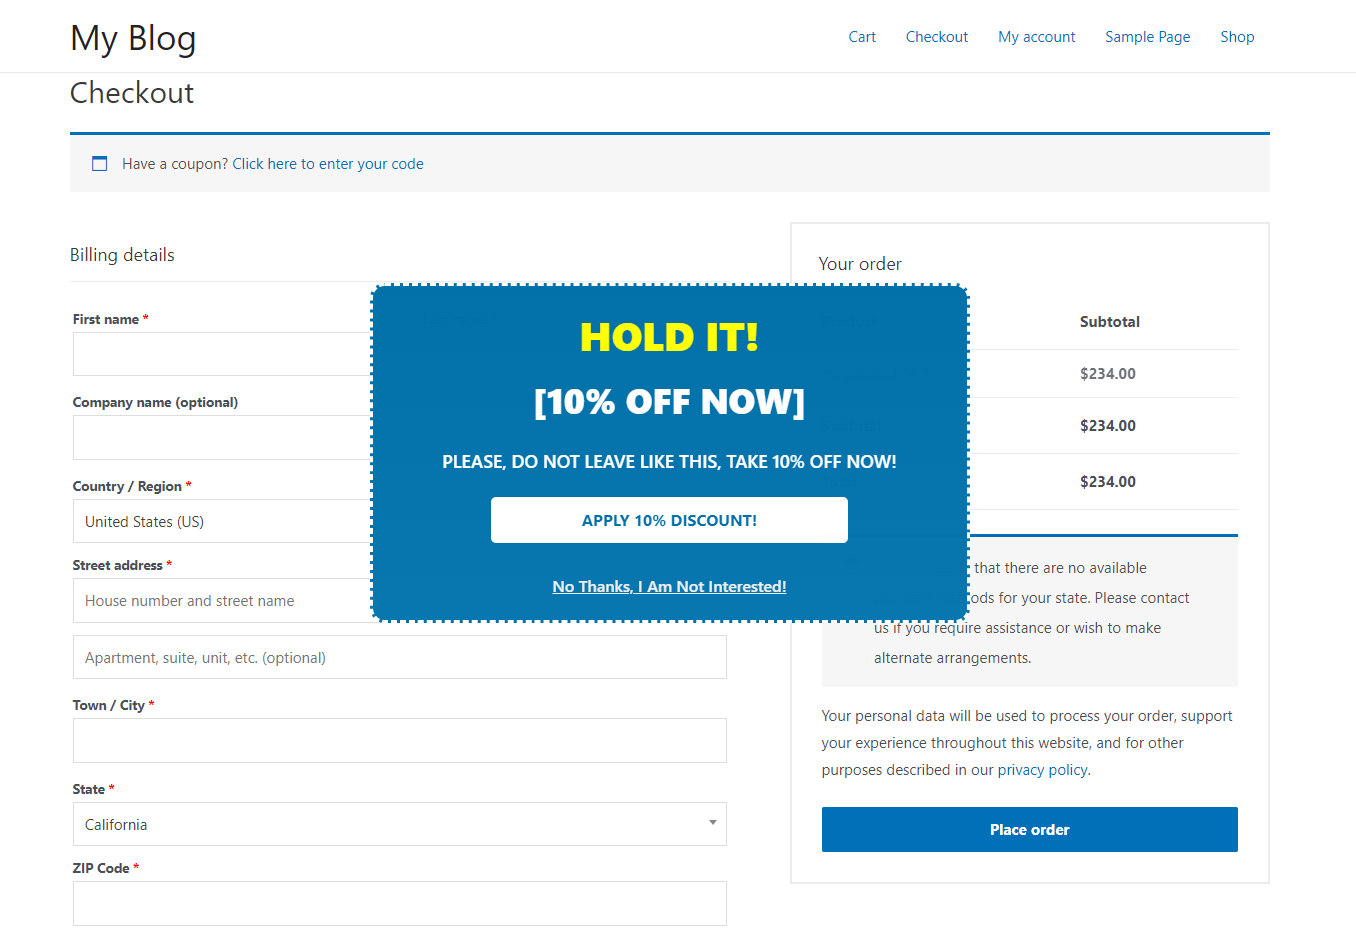 My Blog
Cart Checkout My account Sample Page Shop
Checkout
Have a coupon? Click here to enter your code
Billing details
First name *
Company name (optional)
Country / Region *
United States (US)
Street address *
House number and street name
Apartment, suite, unit, etc. (optional)
Town / City *
State *
California
ZIP Code *
HOLD IT!
[10% OFF NOW]
PLEASE, DO NOT LEAVE LIKE THIS, TAKE 10% OFF NOW!
APPLY 10% DISCOUNT!
No Thanks, I Am Not Interested!
Your order
Subtotal
$234.00
$234.00
$234.00
that there are no available
for your state. Please contact
us if you require assistance or wish to make
alternate arrangements.
Your personal data will be used to process your order, support
your experience throughout this website, and for other
purposes described in our privacy policy.
Place order